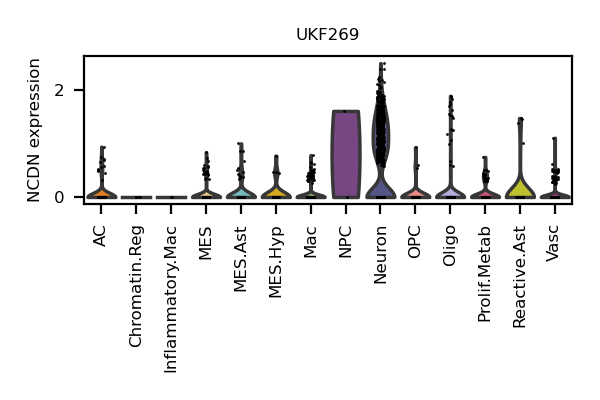 UKF269
NCDN expression
2
0
AC
Chromatin.Reg
Inflammatory.Mac
MES
MES.Ast
MES.Hyp
Mac
NPC
Neuron
OPC
Oligo
Prolif.Metab
Reactive.Ast
Vasc